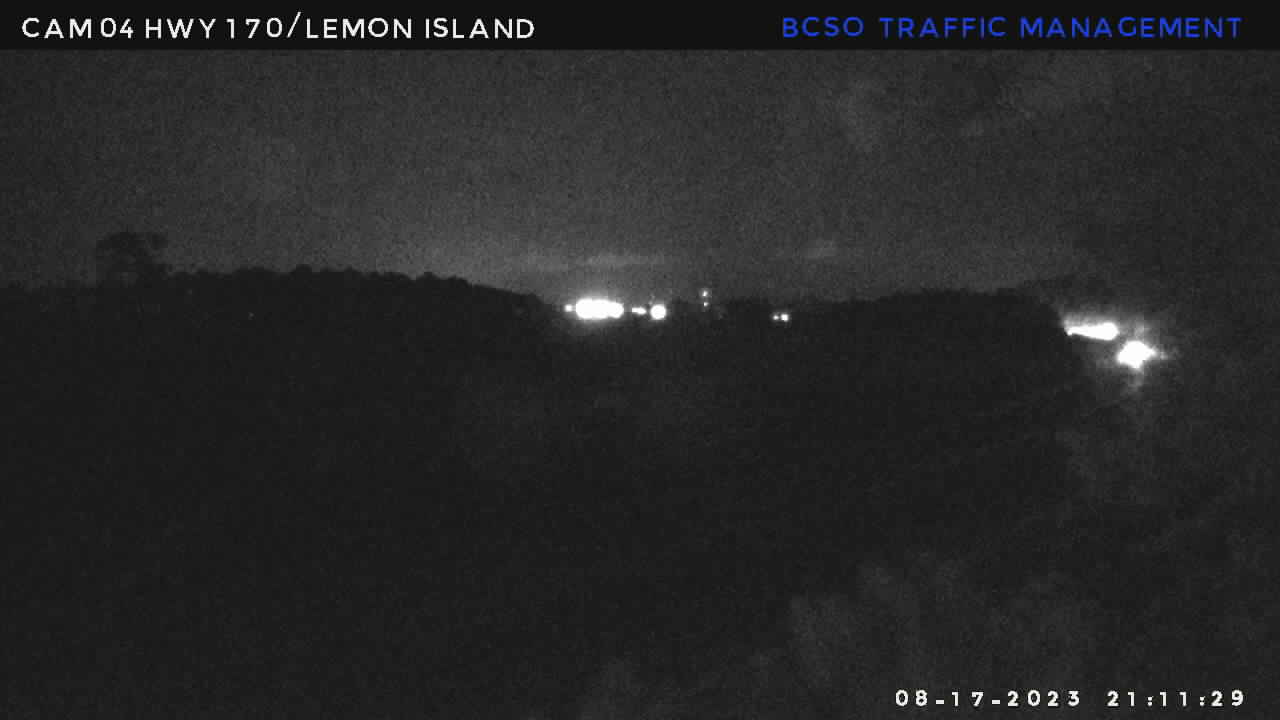 CAM04 HWY 170/LEMON ISLAND
BCSO TRAFFIC MANAGEMENT
08-17-2023 21:11:29